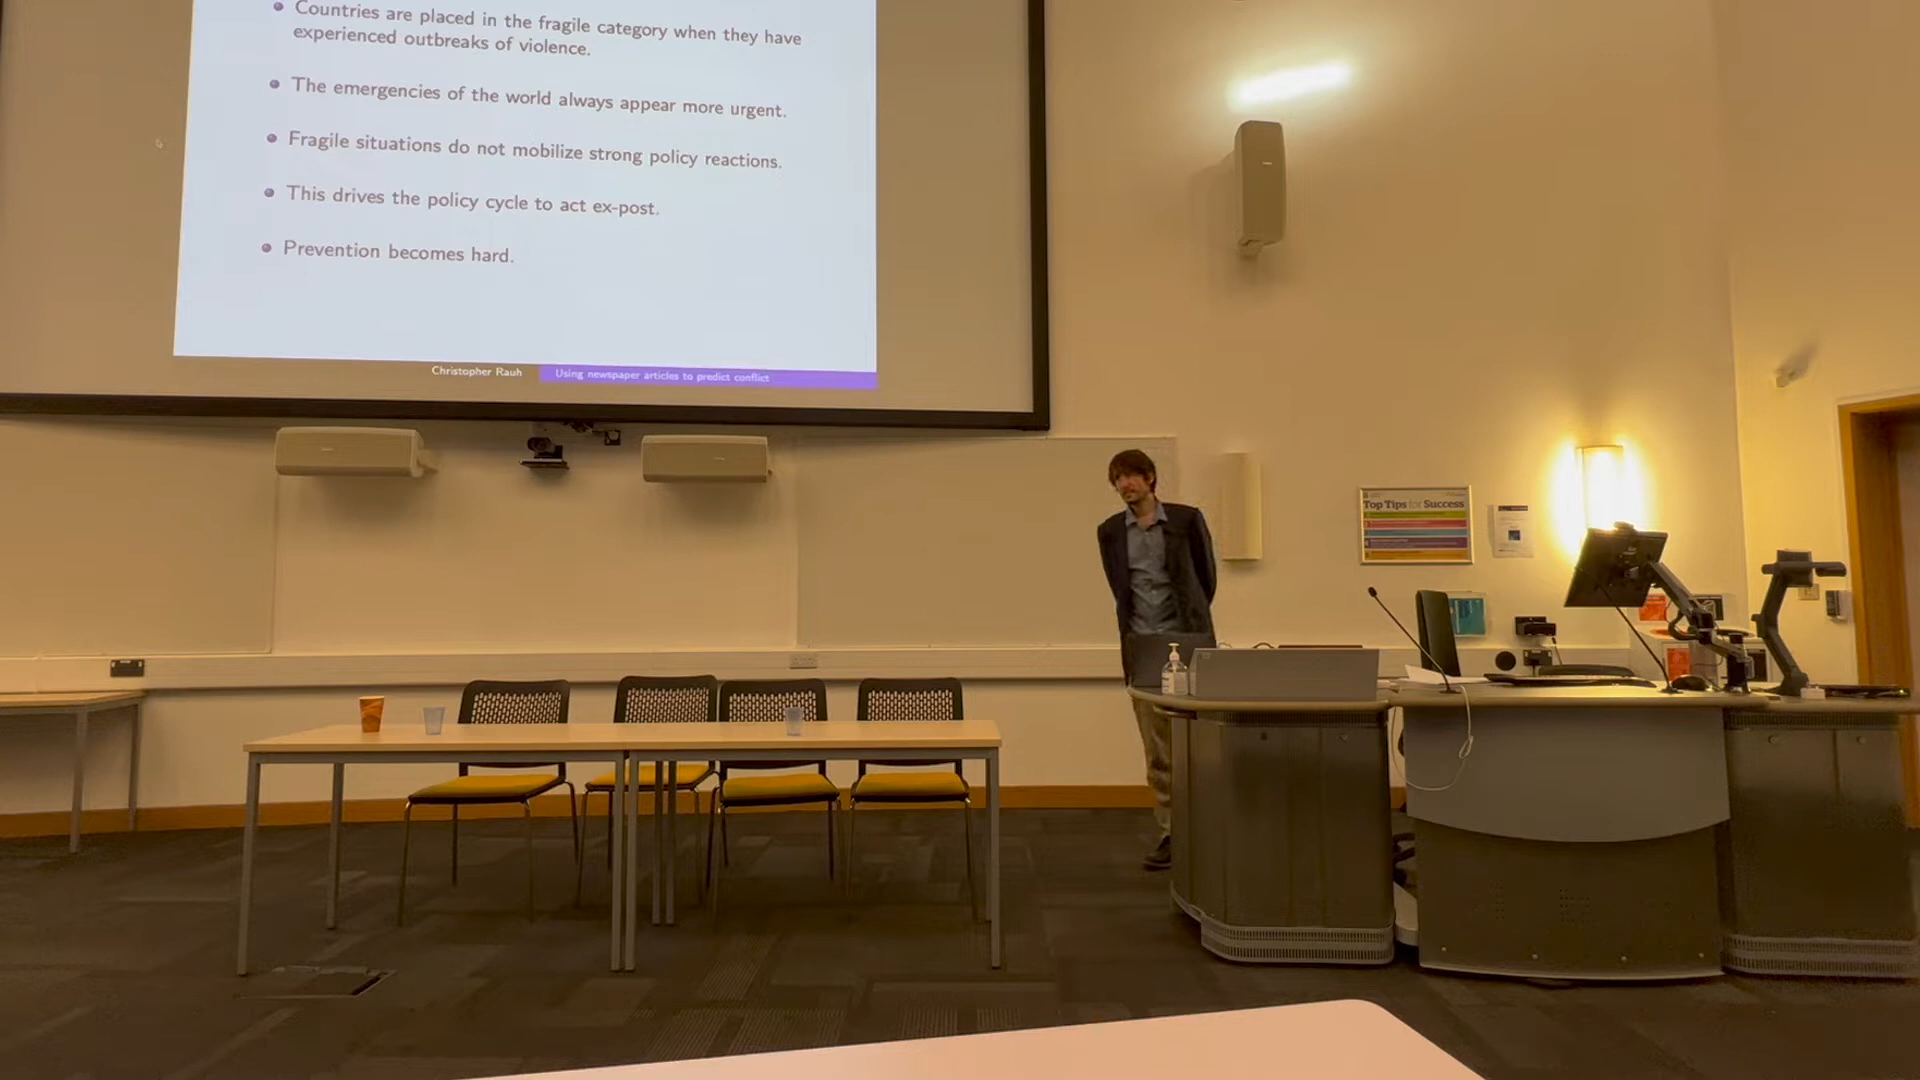 Countries are placed in the fragile category when they have
experienced outbreaks of violence.
The emergencies of the world always appear more urgent.
Fragile situations do not mobilize strong policy reactions.
This drives the policy cycle to act ex-post.
Prevention becomes hard.
Christopher Rauh
Using newspaper articles to predict conflict
Top Tips for Success